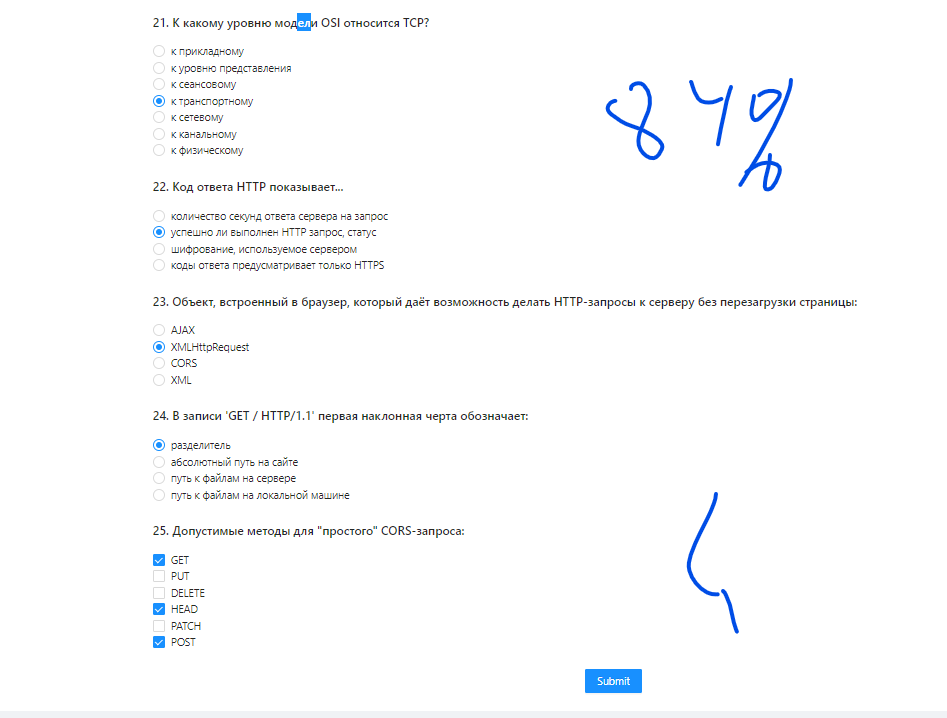 21. К какому уровню модели OSI относится TCP?
к прикладному
к уровню представления
к сеансовому
к транспортному
к сетевому
к канальному
к физическому
84%
22. Код ответа HTTP показывает...
количество секунд ответа сервера на запрос
успешно ли выполнен HTTP запрос, статус
шифрование, используемое сервером
коды ответа предусматривает только HTTPS
23. Объект, встроенный в браузер, который даёт возможность делать HTTP-запросы к серверу без перезагрузки страницы:
AJAX
XMLHttpRequest
CORS
XML
24. В записи 'GET / HTTP/1.1' первая наклонная черта обозначает:
разделитель
абсолютный путь на сайте
путь к файлам на сервере
путь к файлам на локальной машине
25. Допустимые методы для "простого" CORS-запроса:
GET
PUT
DELETE
HEAD
PATCH
POST
Submit